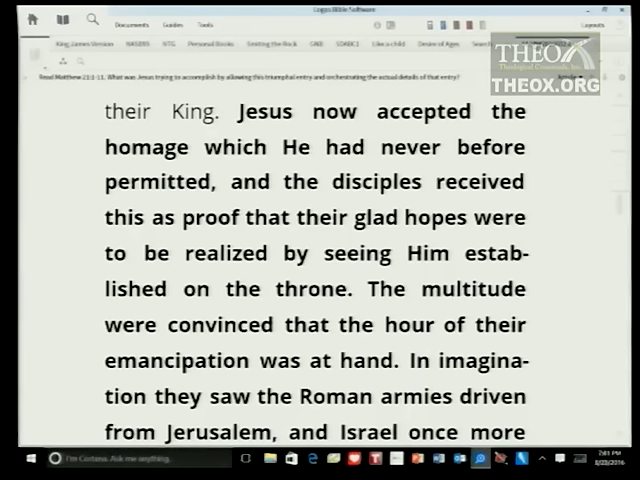 Logos Bible Software
Documents Guides Tools Layouts
King James Version NASB95 NTG Personal Books Smiting the Rock GNB SDABC1 Like a child Desire of Ages
THEOX
THEOX.ORG
Read Matthew 21:1-11. What was Jesus trying to accomplish by allowing this triumphal entry and orchestrating the actual details of that entry?
their King. Jesus now accepted the
homage which He had never before
permitted, and the disciples received
this as proof that their glad hopes were
to be realized by seeing Him estab-
lished on the throne. The multitude
were convinced that the hour of their
emancipation was at hand. In imagina-
tion they saw the Roman armies driven
from Jerusalem, and Israel once more
I'm Cortana. Ask me anything.
7:41 PM